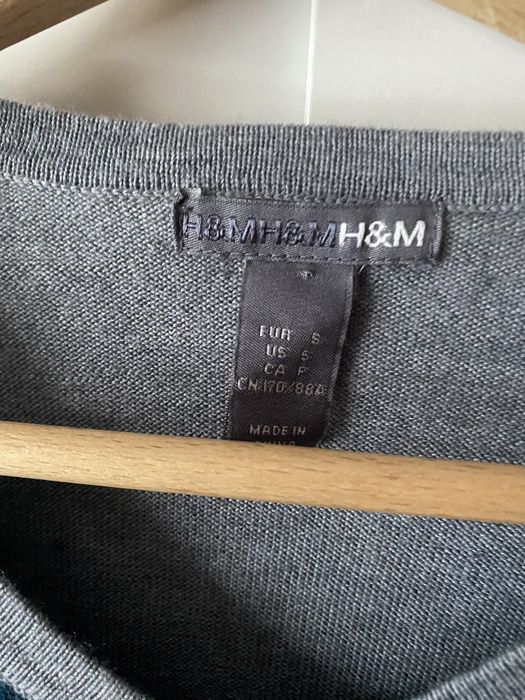 H&MH&MH&M
EUR S
US S
CA P
CN:170/88A
MADE IN